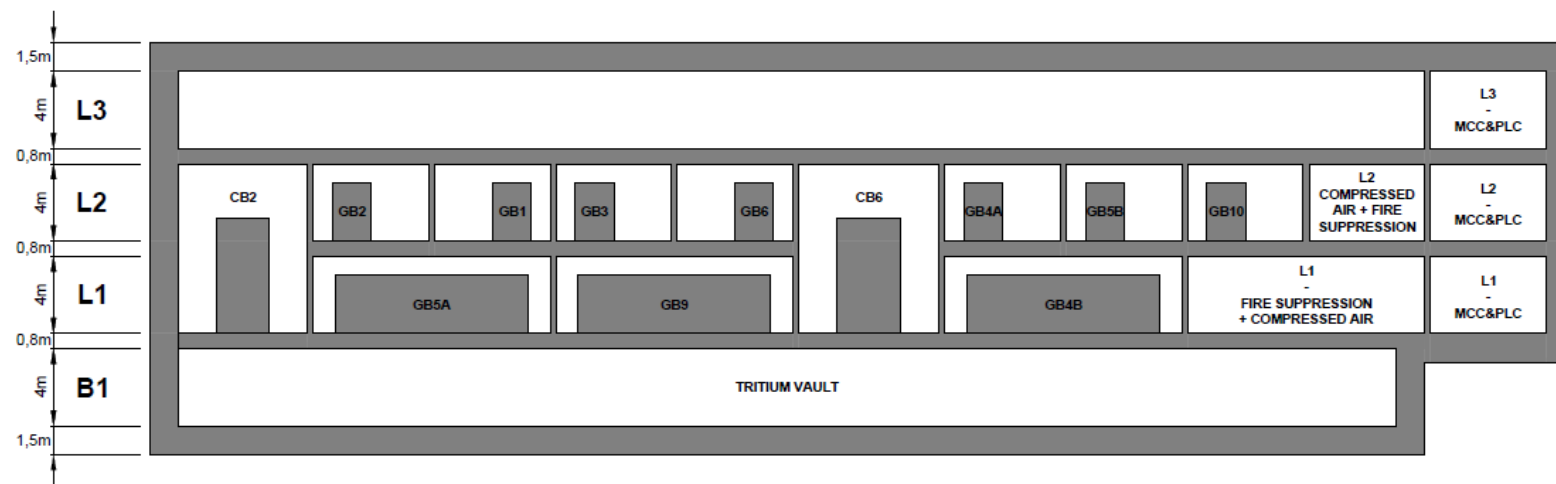 1,5m
4m
L3
L3
-
MCC&PLC
0,8m
4m
L2
CB2
GB2
GB1
GB3
GB6
CB6
GB4A
GB5B
GB10
L2
COMPRESSED
AIR + FIRE
SUPPRESSION
L2
-
MCC&PLC
0,8m
4m
L1
GB5A
GB9
GB4B
L1
-
FIRE SUPPRESSION
+ COMPRESSED AIR
L1
-
MCC&PLC
0,8m
4m
B1
TRITIUM VAULT
1,5m